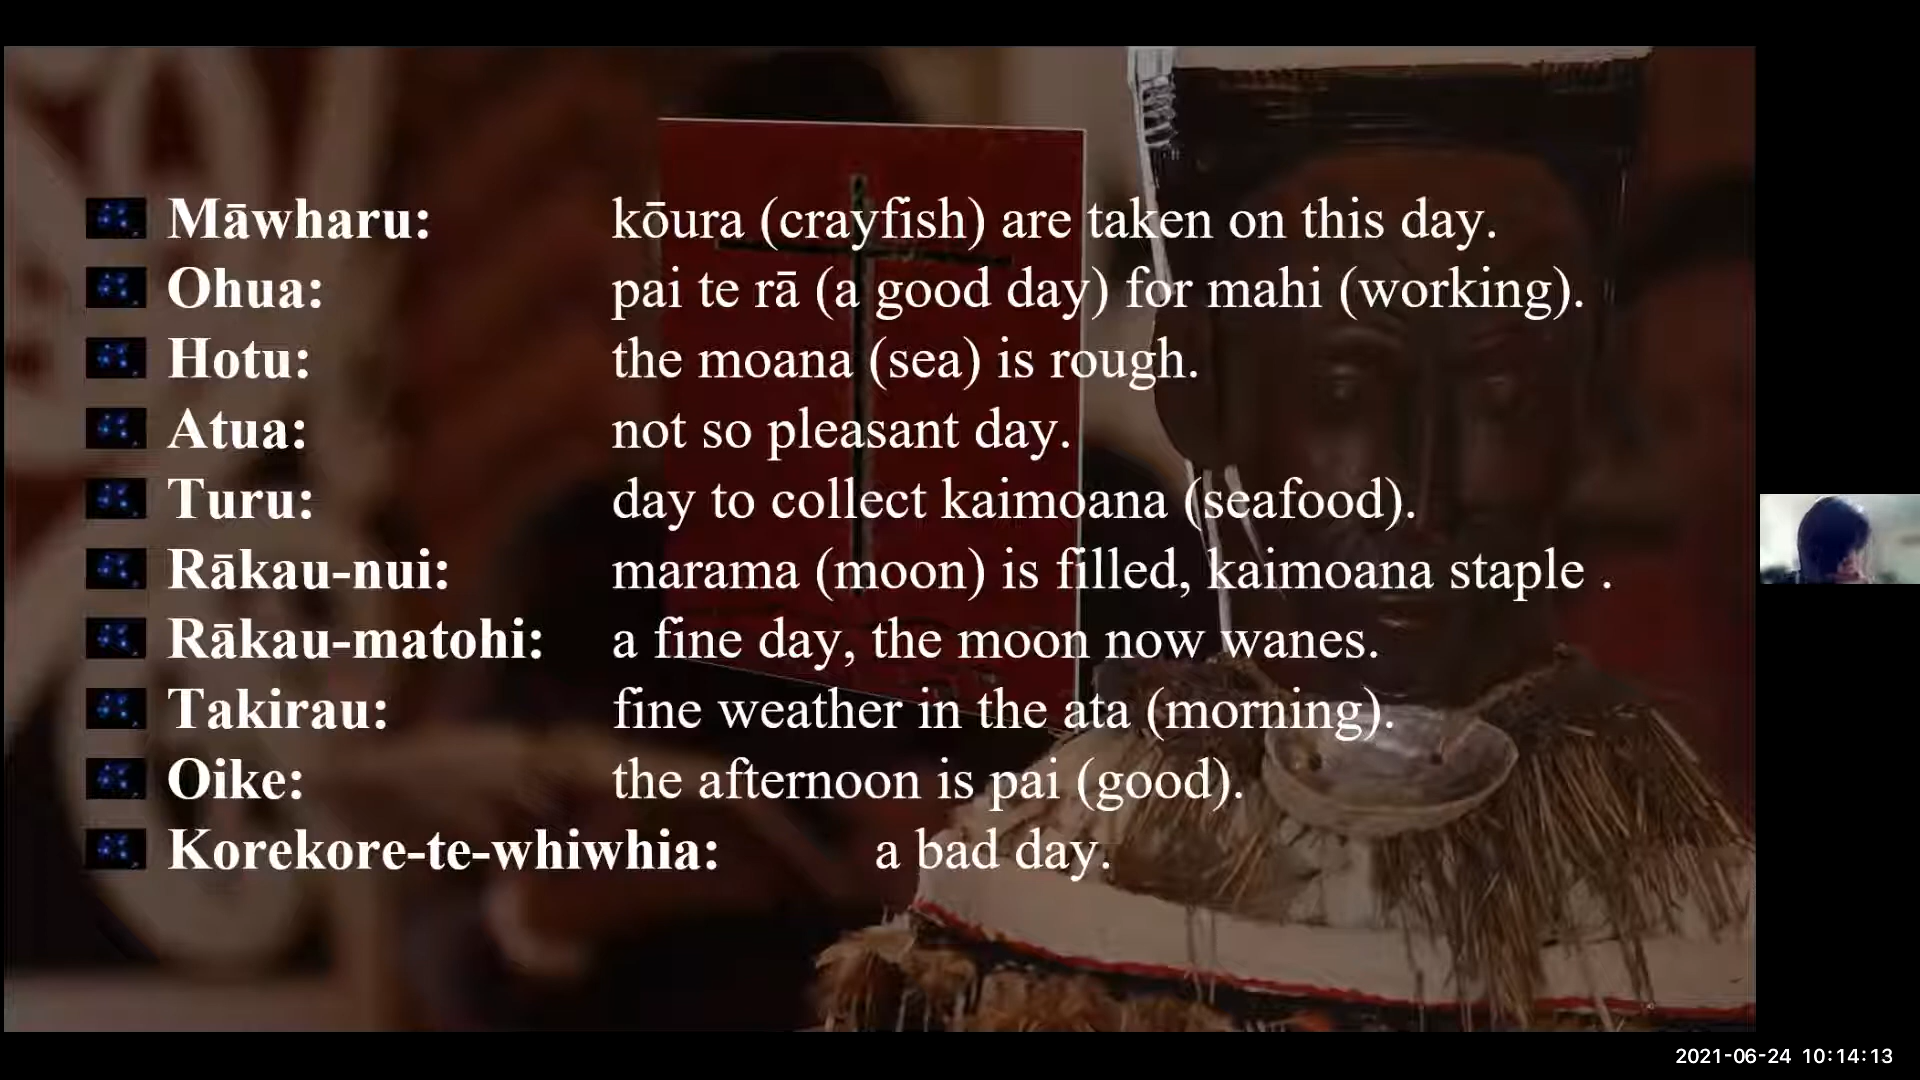 Māwharu: kōura (crayfish) are taken on this day.
Ohua: pai te rā (a good day) for mahi (working).
Hotu: the moana (sea) is rough.
Atua: not so pleasant day.
Turu: day to collect kaimoana (seafood).
Rākau-nui: marama (moon) is filled, kaimoana staple .
Rākau-matohi: a fine day, the moon now wanes.
Takirau: fine weather in the ata (morning).
Oike: the afternoon is pai (good).
Korekore-te-whiwhia: a bad day.
2021-06-24 10:14:13